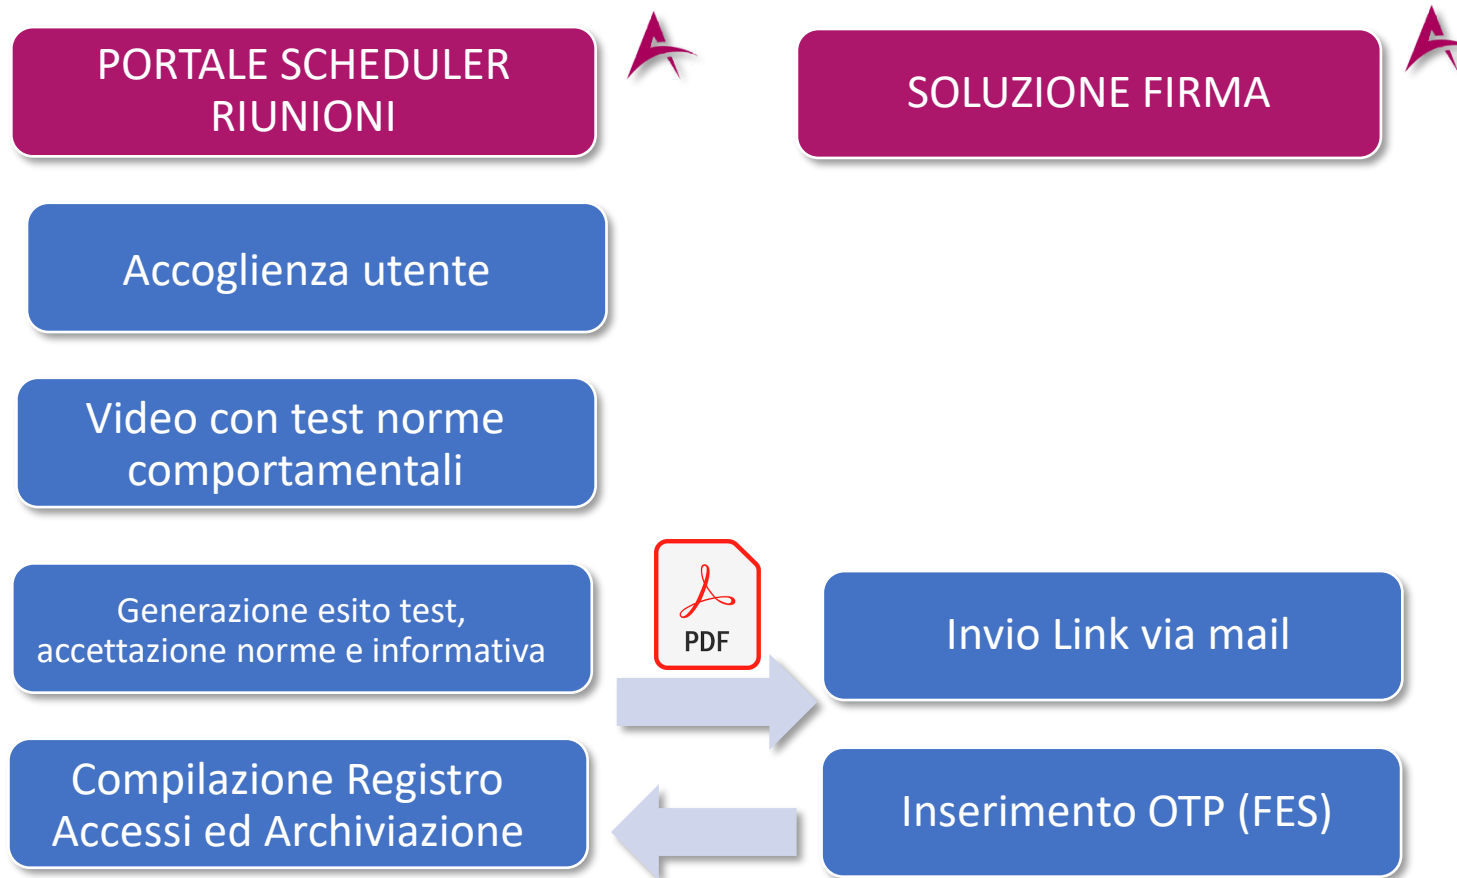 PORTALE SCHEDULER
RIUNIONI
SOLUZIONE FIRMA
Accoglienza utente
Video con test norme
comportamentali
Generazione esito test,
accettazione norme e informativa
PDF
Invio Link via mail
Compilazione Registro
Accessi ed Archiviazione
Inserimento OTP (FES)